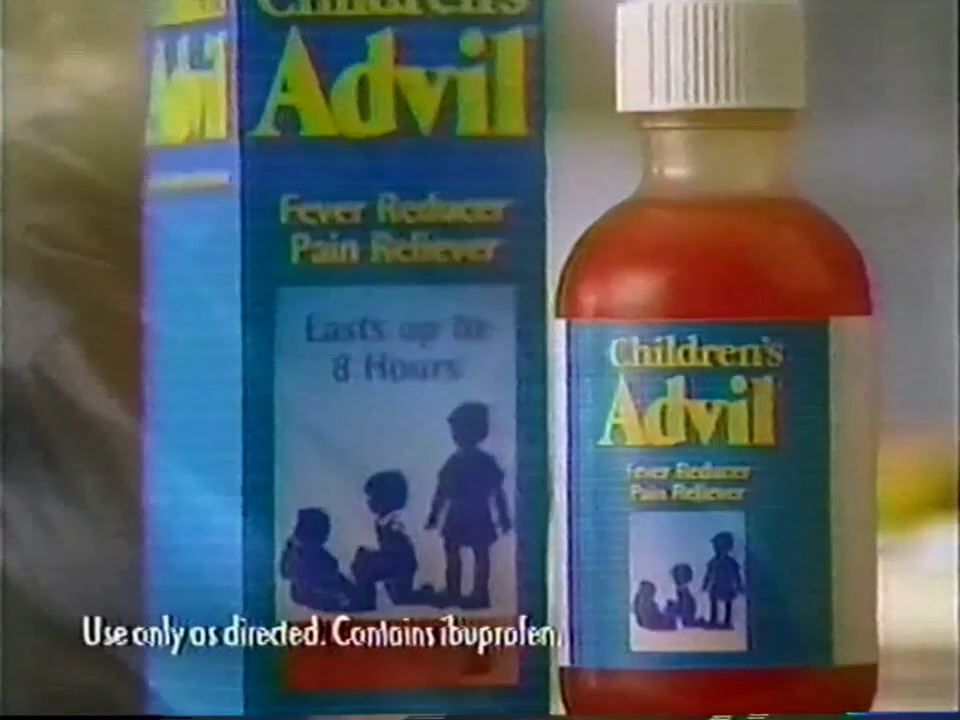 Children's
Advil
Advil
Fever Reducer
Pain Reliever
Lasts up to
8 Hours
Children's
Advil
Fever Reducer
Pain Reliever
Use only as directed. Contains ibuprofen.